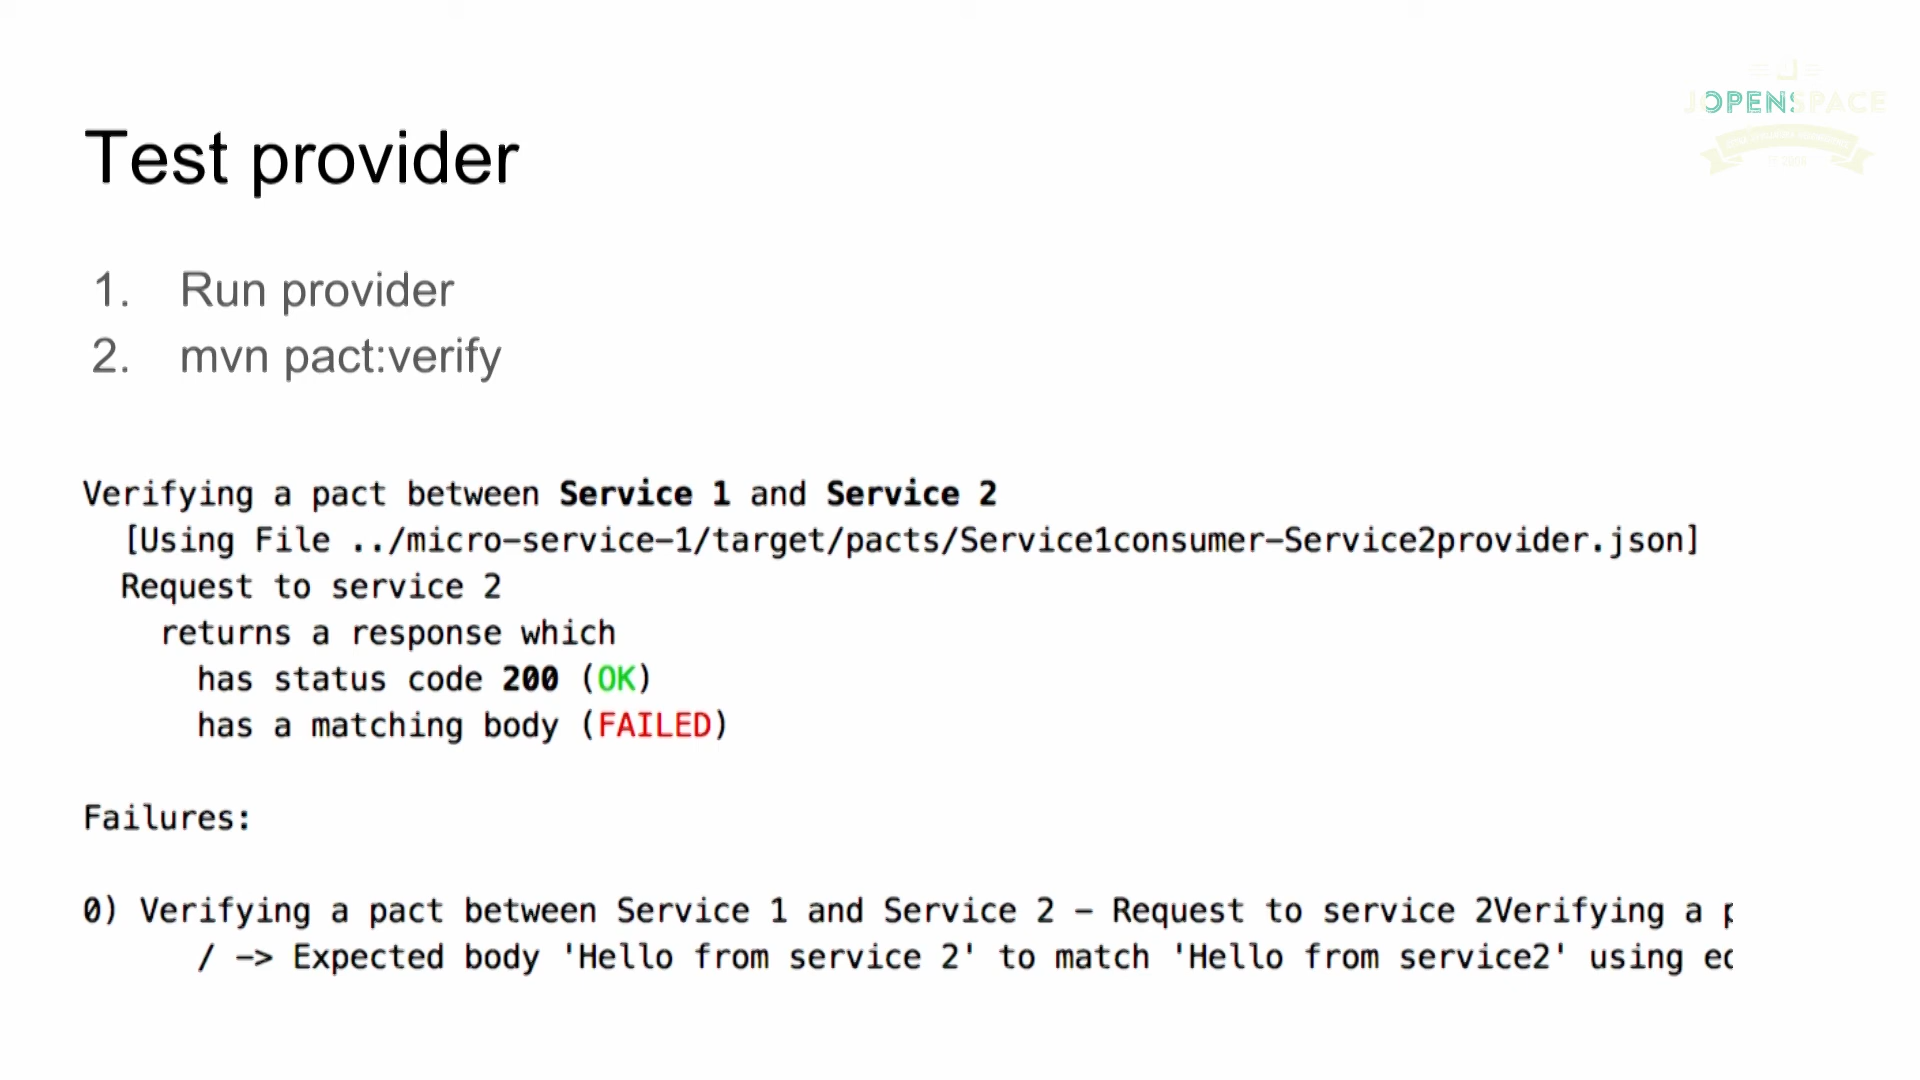 JOPENSPACE
Test provider
1. Run provider
2. mvn pact:verify
Verifying a pact between Service 1 and Service 2
[Using File ../micro-service-1/target/pacts/Service1consumer-Service2provider.json]
Request to service 2
returns a response which
has status code 200 (OK)
has a matching body (FAILED)
Failures:
0) Verifying a pact between Service 1 and Service 2 - Request to service 2Verifying a
/ -> Expected body 'Hello from service 2' to match 'Hello from service2' using